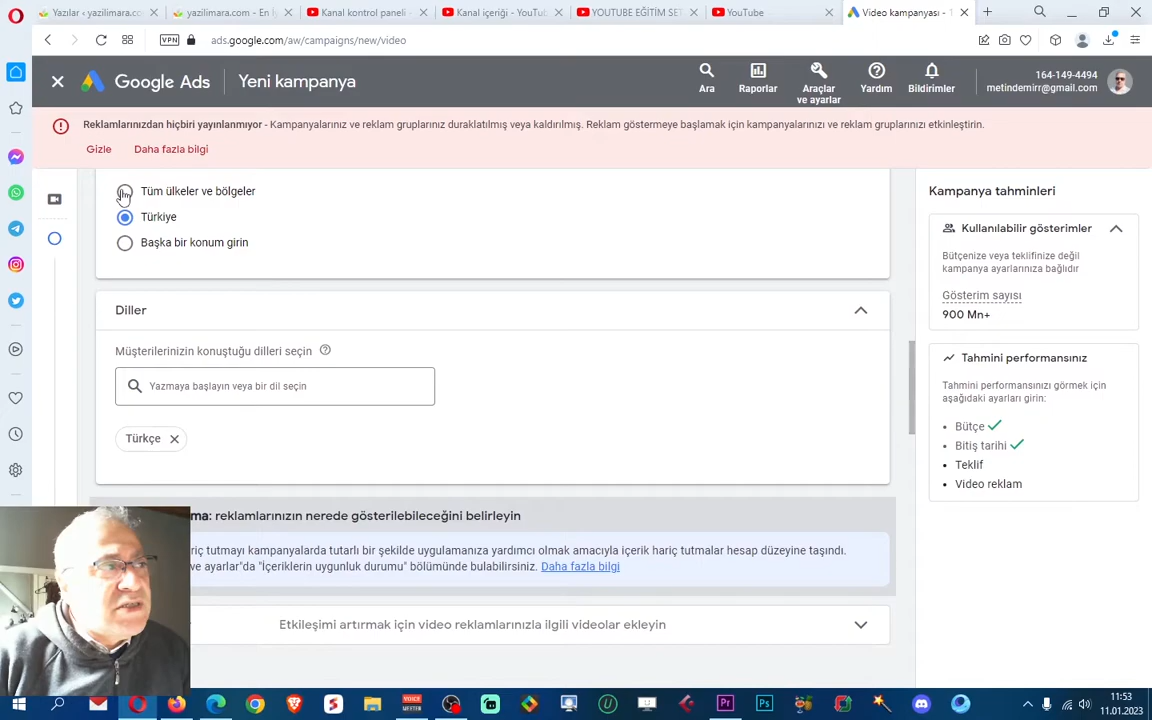 Yazılar ‹ yazilimara.co
yazilimara.com - En İy
Kanal kontrol paneli -
Kanal içeriği - YouTu
YOUTUBE EĞİTİM SET
YouTube
Video kampanyası - 1
VPN
ads.google.com/aw/campaigns/new/video
Google Ads
Yeni kampanya
Ara
Raporlar
Araçlar
ve ayarlar
Yardım
Bildirimler
164-149-4494
metindemirr@gmail.com
Reklamlarınızdan hiçbiri yayınlanmıyor - Kampanyalarınız ve reklam gruplarınız duraklatılmış veya kaldırılmış. Reklam göstermeye başlamak için kampanyalarınızı ve reklam gruplarınızı etkinleştirin.
Gizle
Daha fazla bilgi
Tüm ülkeler ve bölgeler
Türkiye
Başka bir konum girin
Diller
Müşterilerinizin konuştuğu dilleri seçin
Yazmaya başlayın veya bir dil seçin
Türkçe
ma: reklamlarınızın nerede gösterilebileceğini belirleyin
riç tutmayı kampanyalarda tutarlı bir şekilde uygulamanıza yardımcı olmak amacıyla içerik hariç tutmalar hesap düzeyine taşındı.
ve ayarlar"da "İçeriklerin uygunluk durumu" bölümünde bulabilirsiniz. Daha fazla bilgi
Etkileşimi artırmak için video reklamlarınızla ilgili videolar ekleyin
Kampanya tahminleri
Kullanılabilir gösterimler
Bütçenize veya teklifinize değil
kampanya ayarlarınıza bağlıdır
Gösterim sayısı
900 Mn+
Tahmini performansınız
Tahmini performansınızı görmek için
aşağıdaki ayarları girin:
Bütçe
Bitiş tarihi
Teklif
Video reklam
VOICE
MEETER
Pr
Ps
11:53
11.01.2023